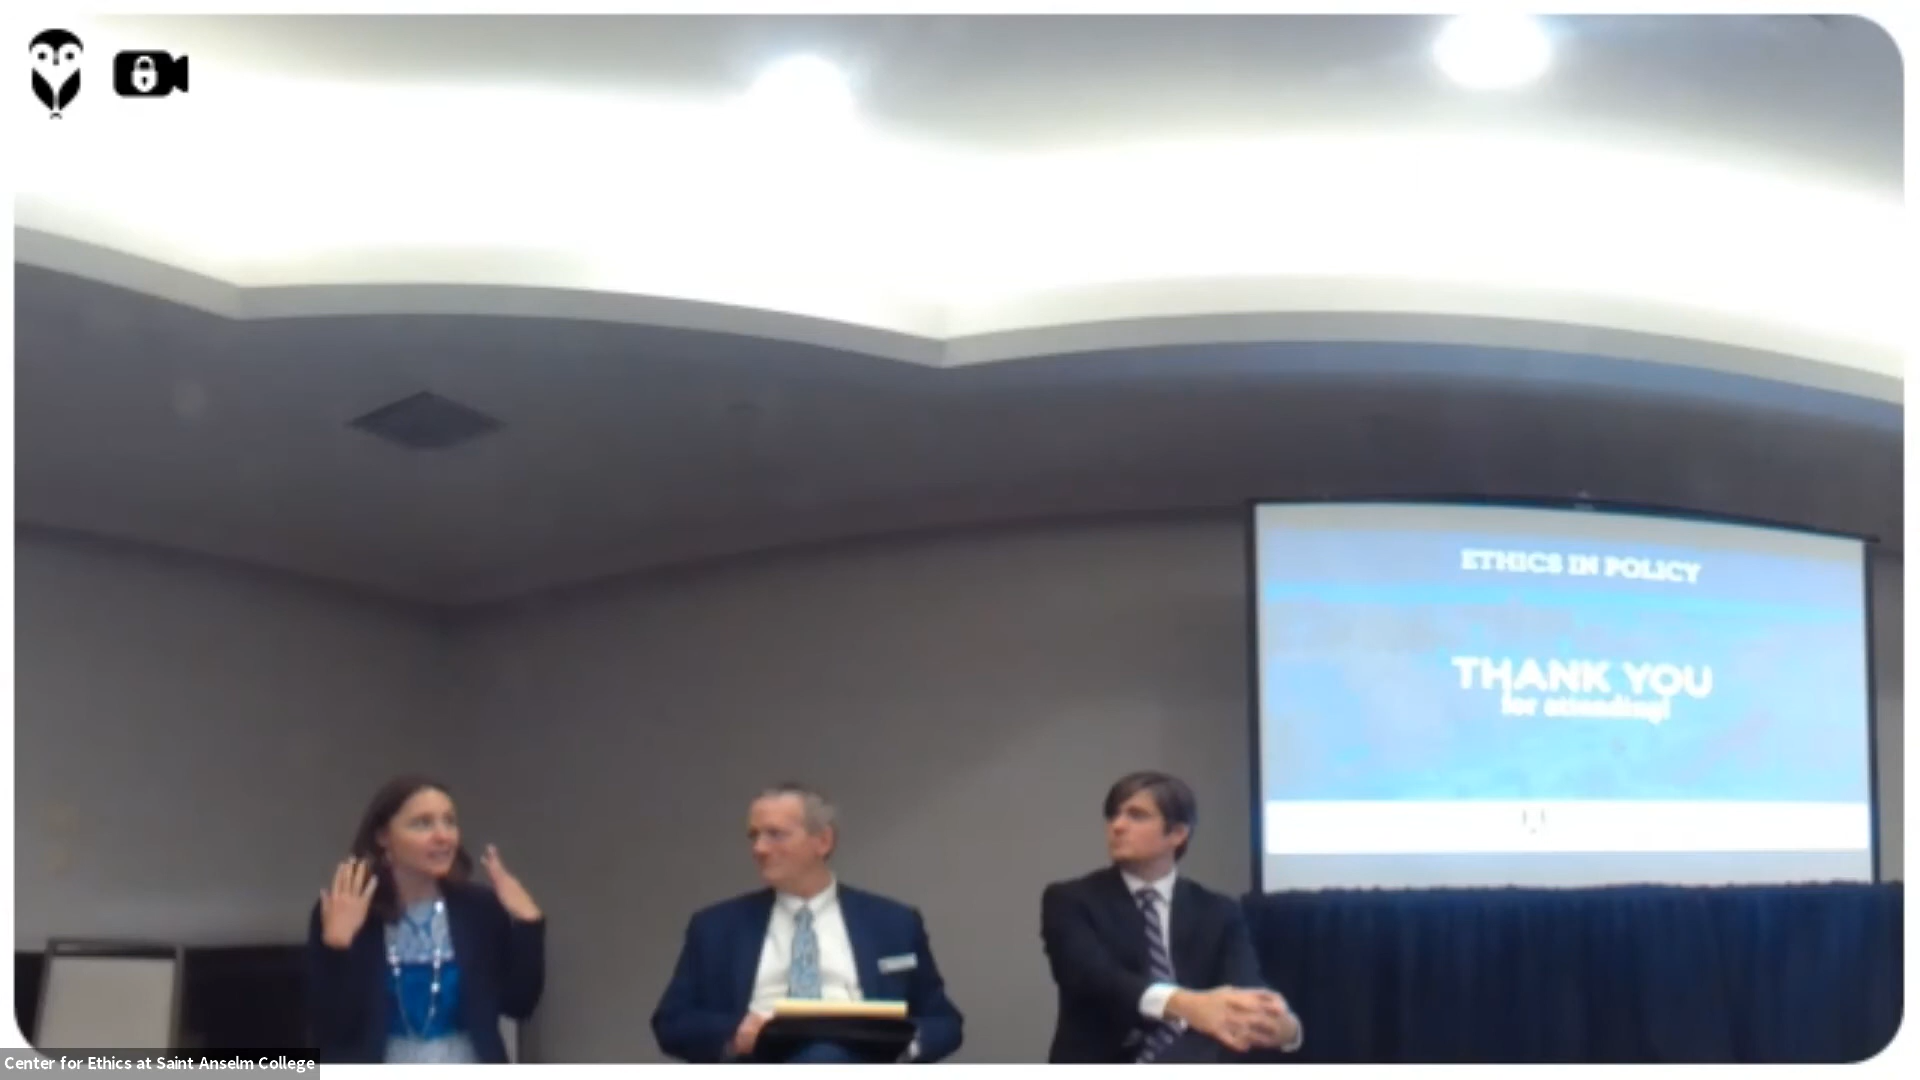 ETHICS IN POLICY
THANK YOU
for attending!
Center for Ethics at Saint Anselm College